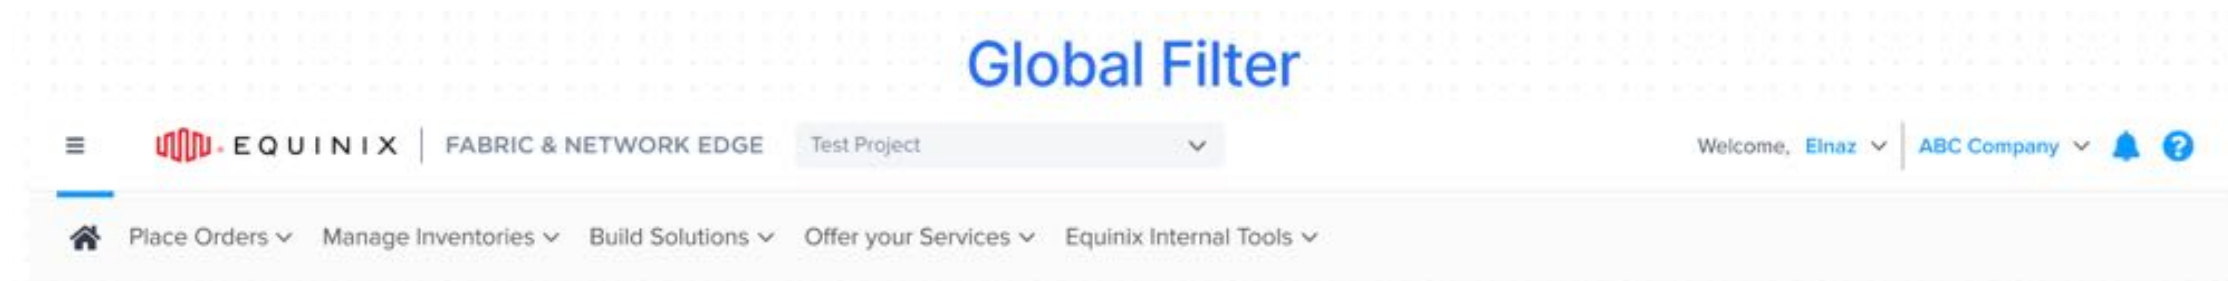 Global Filter
EQUINIX FABRIC & NETWORK EDGE Test Project Welcome, Elnaz ABC Company ?
Place Orders Manage Inventories Build Solutions Offer your Services Equinix Internal Tools